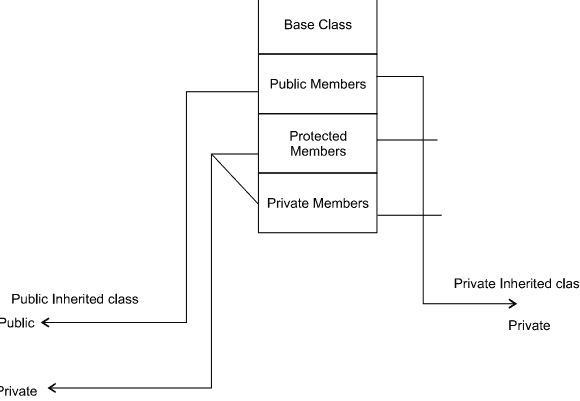 Base Class
Public Members
Protected
Members
Private Members
Public Inherited class
Public
Private
Private Inherited clas
Private